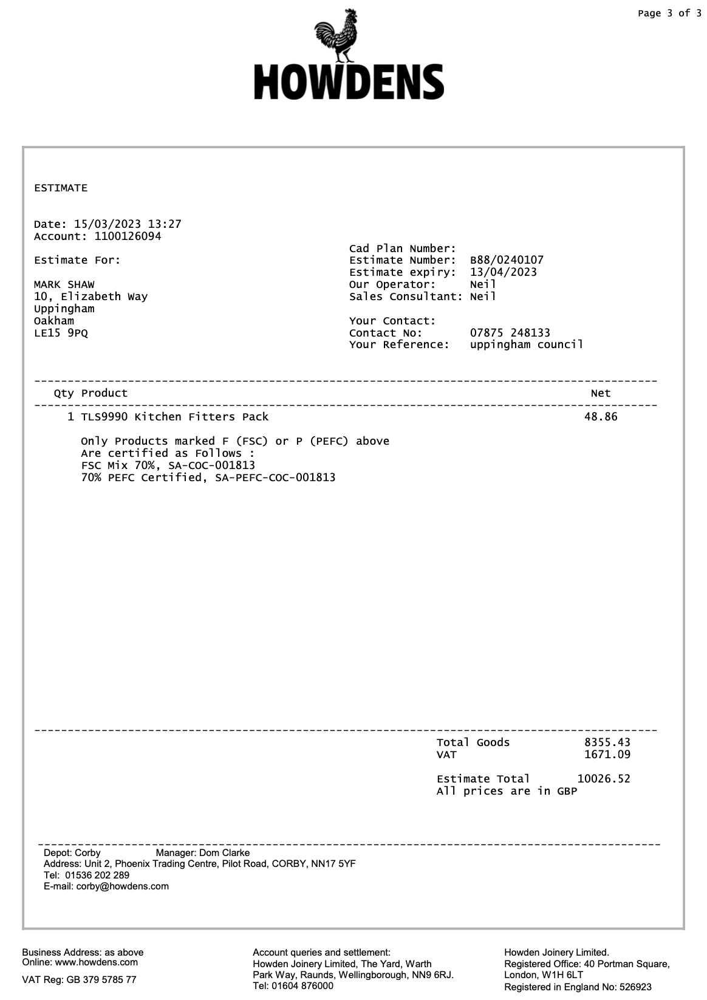 Page 3 of 3
HOWDENS
ESTIMATE
Date: 15/03/2023 13:27
Account: 1100126094
Cad Plan Number:
Estimate For:
Estimate Number: B88/0240107
Estimate expiry: 13/04/2023
MARK SHAW
Our Operator: Neil
10, Elizabeth Way
Sales Consultant: Neil
Uppingham
Oakham
Your Contact:
LE15 9PQ
Contact No: 07875 248133
Your Reference: uppingham council
Qty Product Net
1 TLS9990 Kitchen Fitters Pack 48.86
Only Products marked F (FSC) or P (PEFC) above
Are certified as Follows :
FSC Mix 70%, SA-COC-001813
70% PEFC Certified, SA-PEFC-COC-001813
Total Goods 8355.43
VAT 1671.09
Estimate Total 10026.52
All prices are in GBP
Depot: Corby Manager: Dom Clarke
Address: Unit 2, Phoenix Trading Centre, Pilot Road, CORBY, NN17 5YF
Tel: 01536 202 289
E-mail: corby@howdens.com
Business Address: as above
Online: www.howdens.com
VAT Reg: GB 379 5785 77
Account queries and settlement:
Howden Joinery Limited, The Yard, Warth
Park Way, Raunds, Wellingborough, NN9 6RJ.
Tel: 01604 876000
Howden Joinery Limited.
Registered Office: 40 Portman Square,
London, W1H 6LT
Registered in England No: 526923